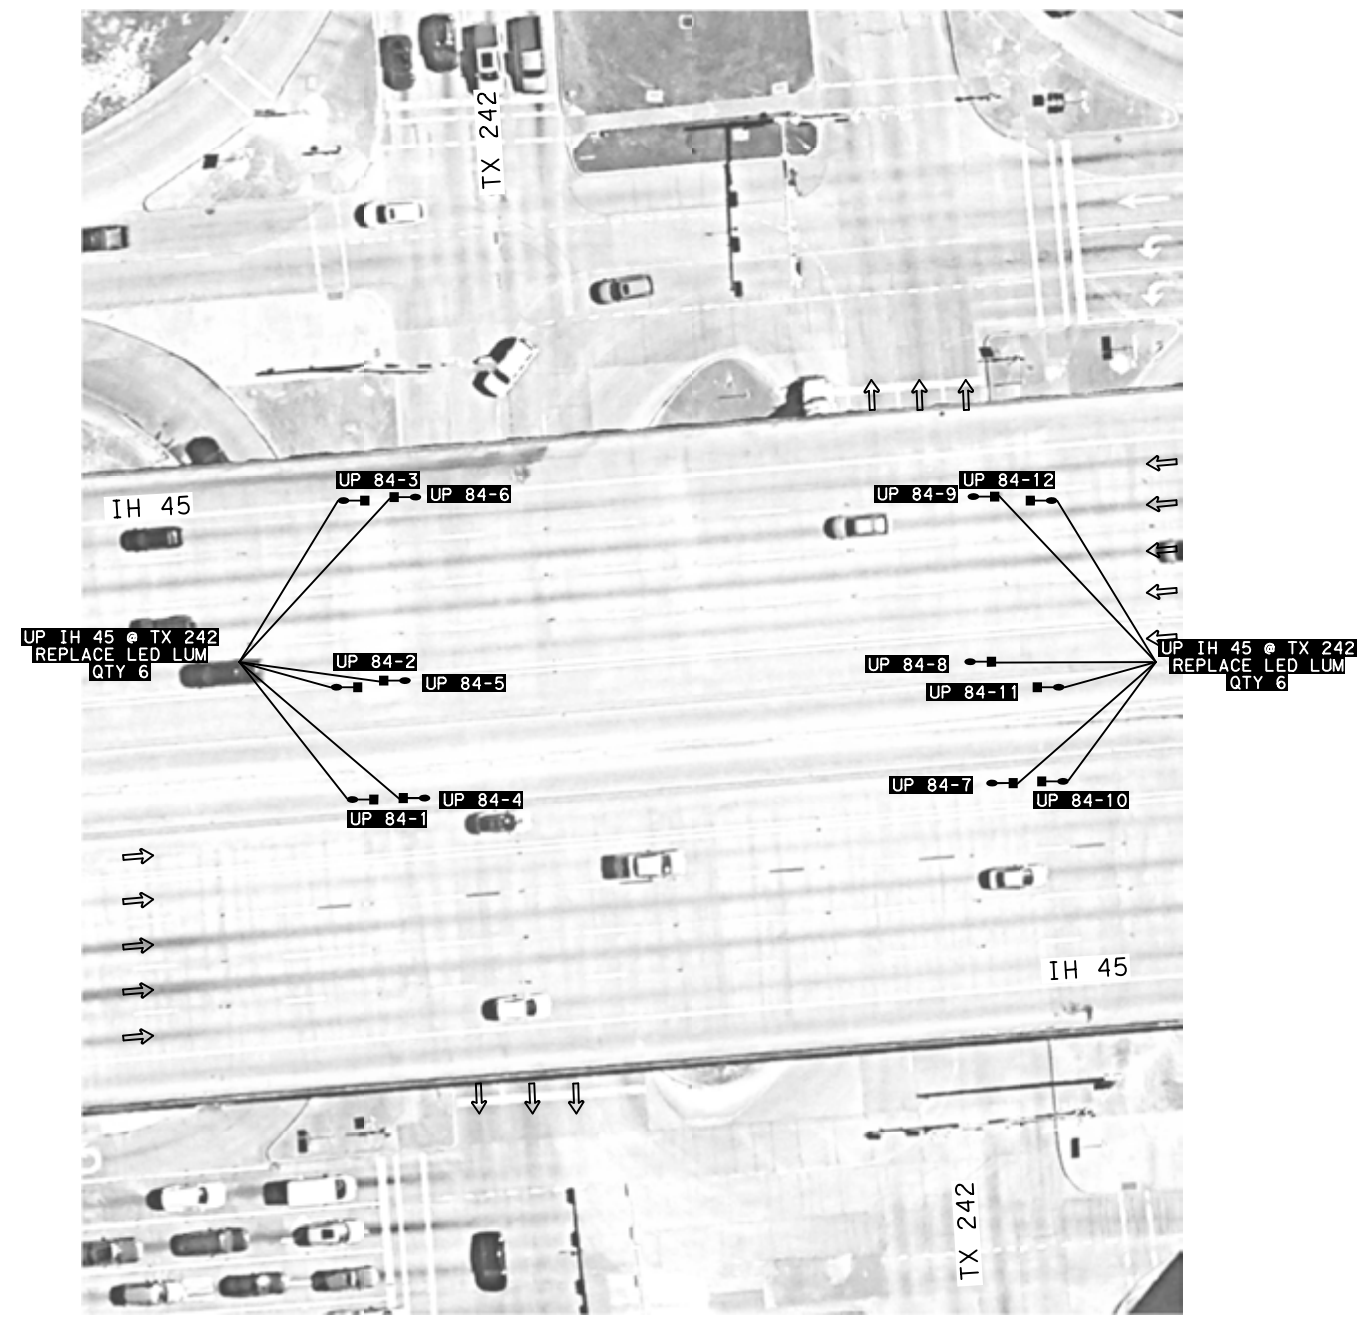 TX 242
UP 84-3
UP 84-6
UP 84-12
UP 84-9
IH 45
UP IH 45 @ TX 242
REPLACE LED LUM
QTY 6
UP 84-2
UP 84-5
UP 84-8
UP 84-11
UP IH 45 @ TX 242
REPLACE LED LUM
QTY 6
UP 84-7
UP 84-10
UP 84-4
UP 84-1
IH 45
TX 242